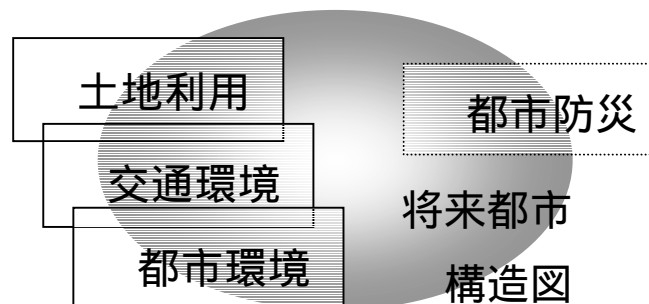 土地利用
交通環境
都市環境
都市防災
将来都市
構造図